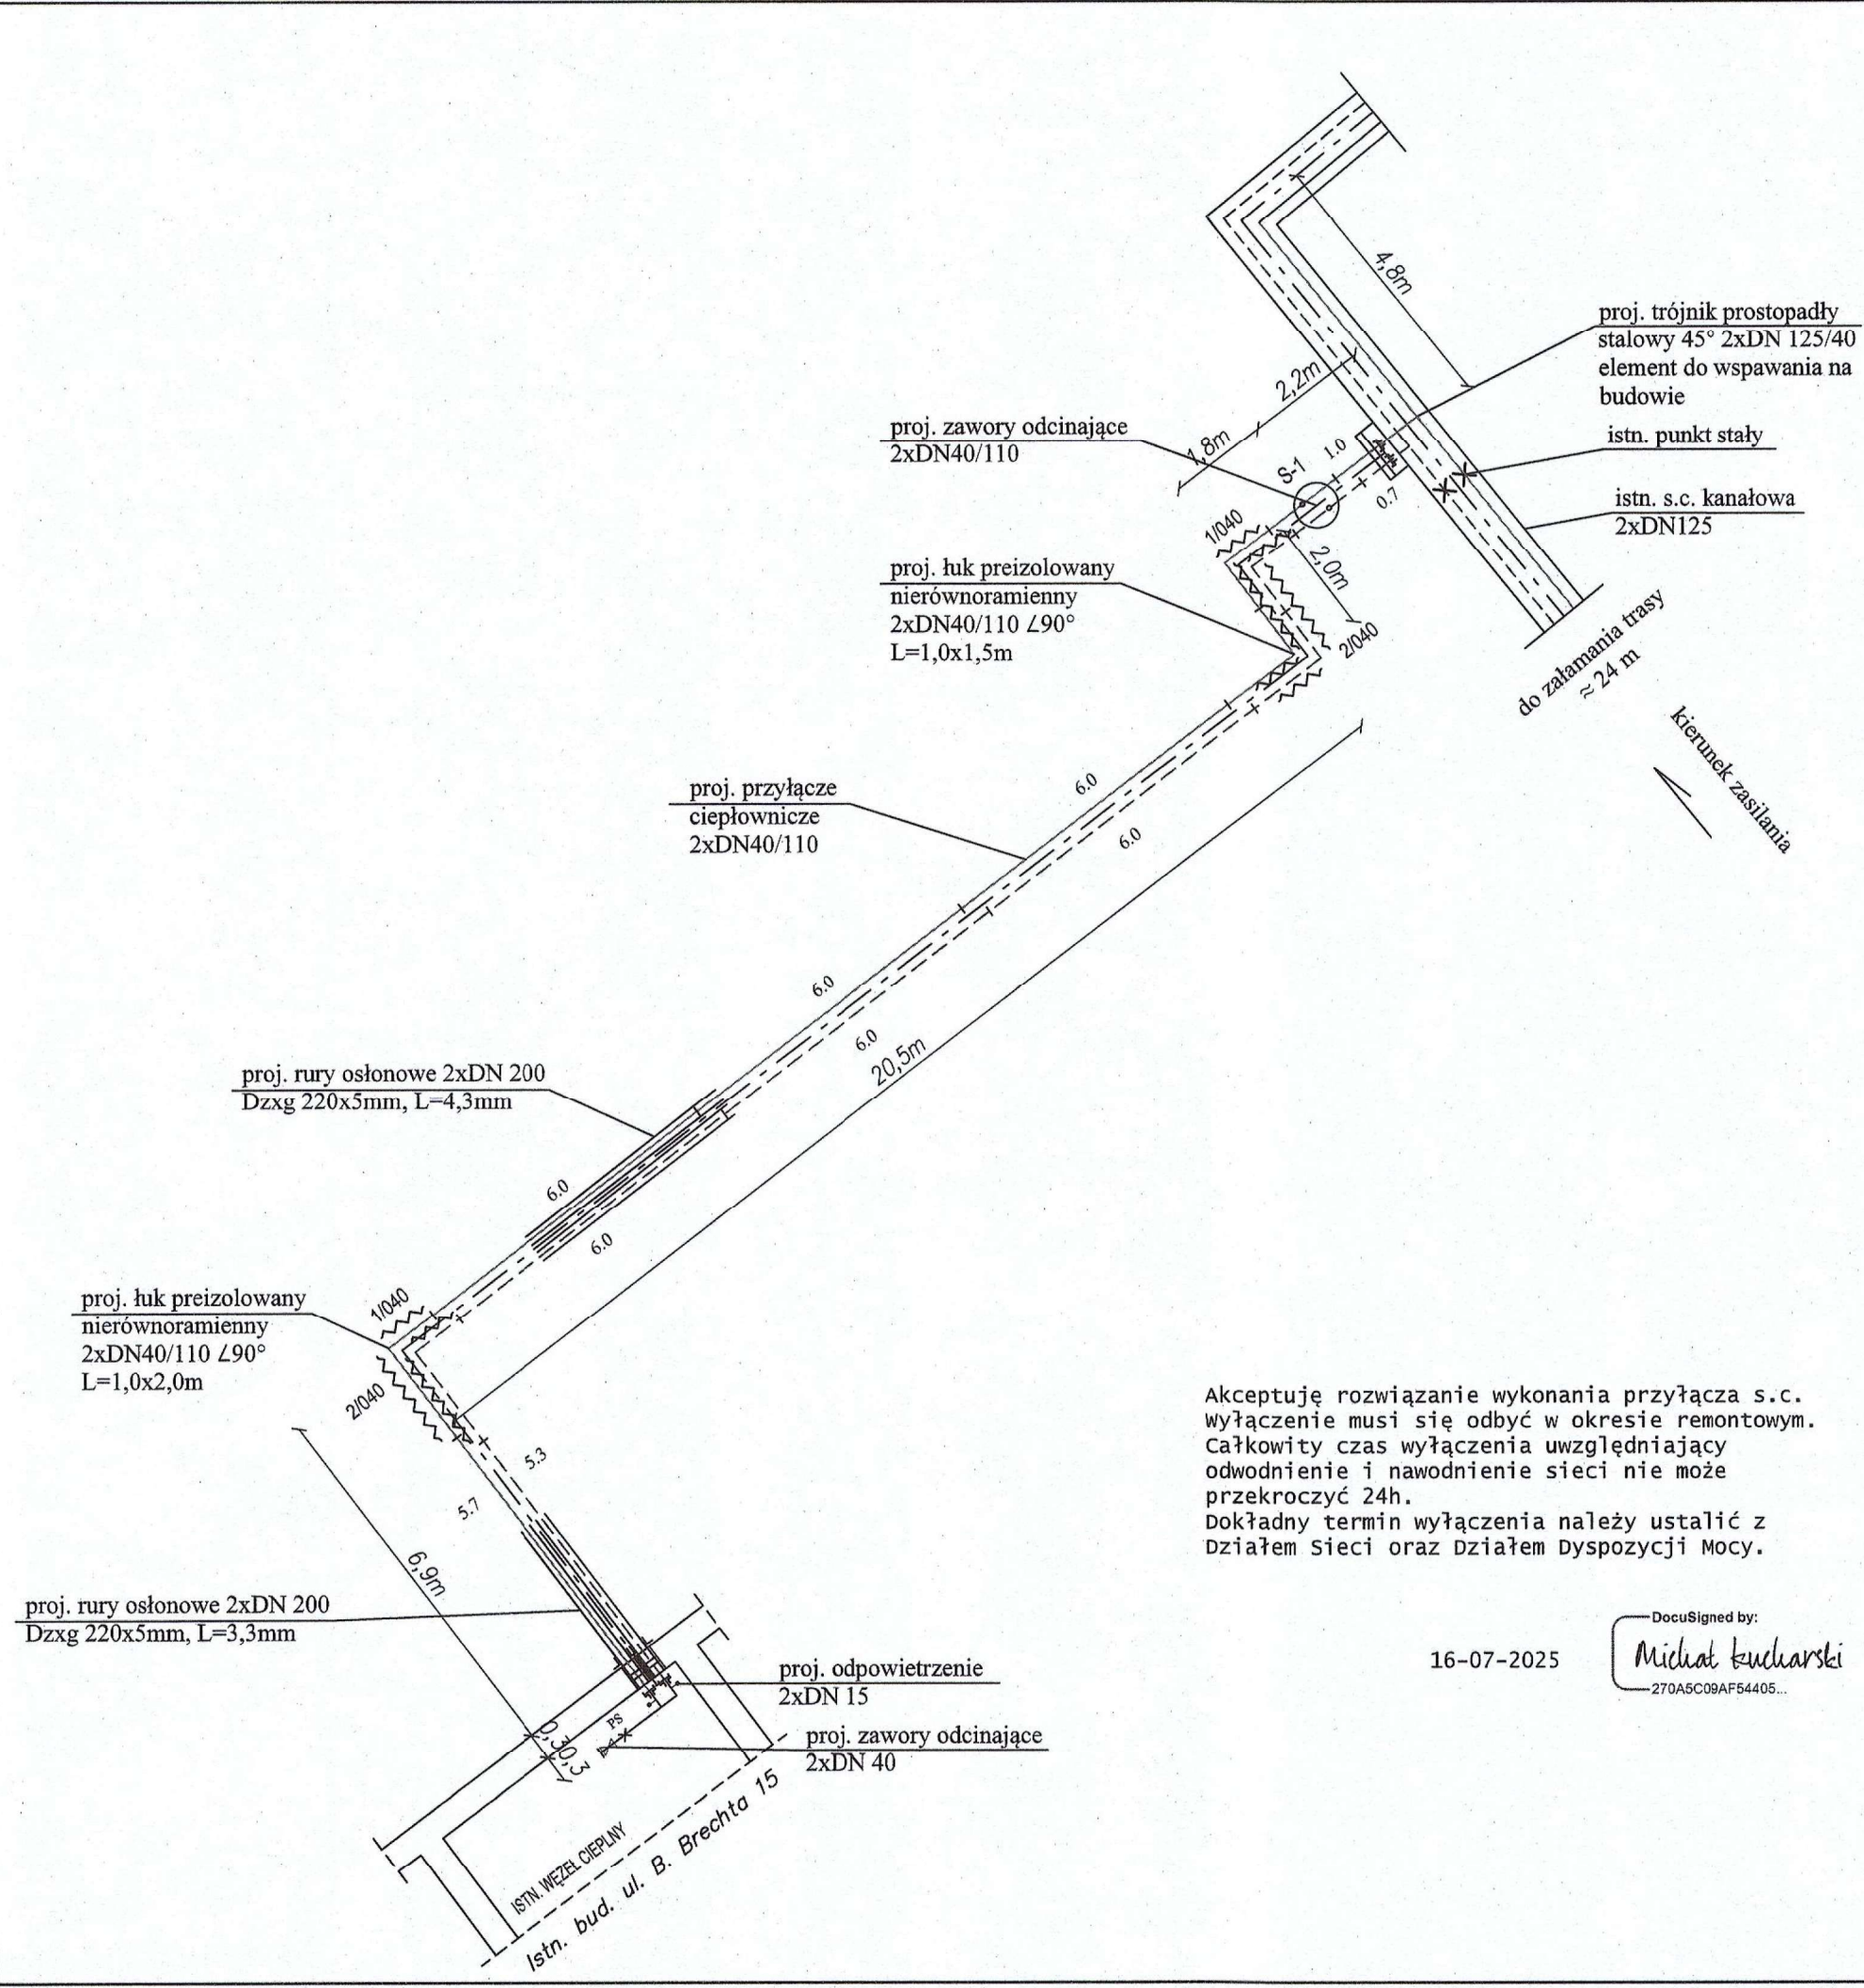 4,8m
proj. trójnik prostopadły
stalowy 45° 2xDN 125/40
element do wspawania na
budowie
istn. punkt stały
istn. s.c. kanałowa
2xDN125
2,2m
1,8m
proj. zawory odcinające
2xDN40/110
S-1
1.0
0.7
1/040
2,0m
2/040
proj. łuk preizolowany
nierównoramienny
2xDN40/110 ∠90°
L=1,0x1,5m
do załamania trasy
≈ 24 m
kierunek zasilania
proj. przyłącze
ciepłownicze
2xDN40/110
6.0
6.0
6.0
6.0
20,5m
proj. rury osłonowe 2xDN 200
Dzxg 220x5mm, L=4,3mm
6.0
6.0
proj. łuk preizolowany
nierównoramienny
2xDN40/110 ∠90°
L=1,0x2,0m
1/040
2/040
5.3
5.7
6,9m
proj. rury osłonowe 2xDN 200
Dzxg 220x5mm, L=3,3mm
proj. odpowietrzenie
2xDN 15
proj. zawory odcinające
2xDN 40
PS
0,30,3
ISTN. WĘZEŁ CIEPLNY
Istn. bud. ul. B. Brechta 15
Akceptuję rozwiązanie wykonania przyłącza s.c.
Wyłączenie musi się odbyć w okresie remontowym.
Całkowity czas wyłączenia uwzględniający
odwodnienie i nawodnienie sieci nie może
przekroczyć 24h.
Dokładny termin wyłączenia należy ustalić z
Działem Sieci oraz Działem Dyspozycji Mocy.
16-07-2025
DocuSigned by:
Michał Kucharski
270A5C09AF54405...